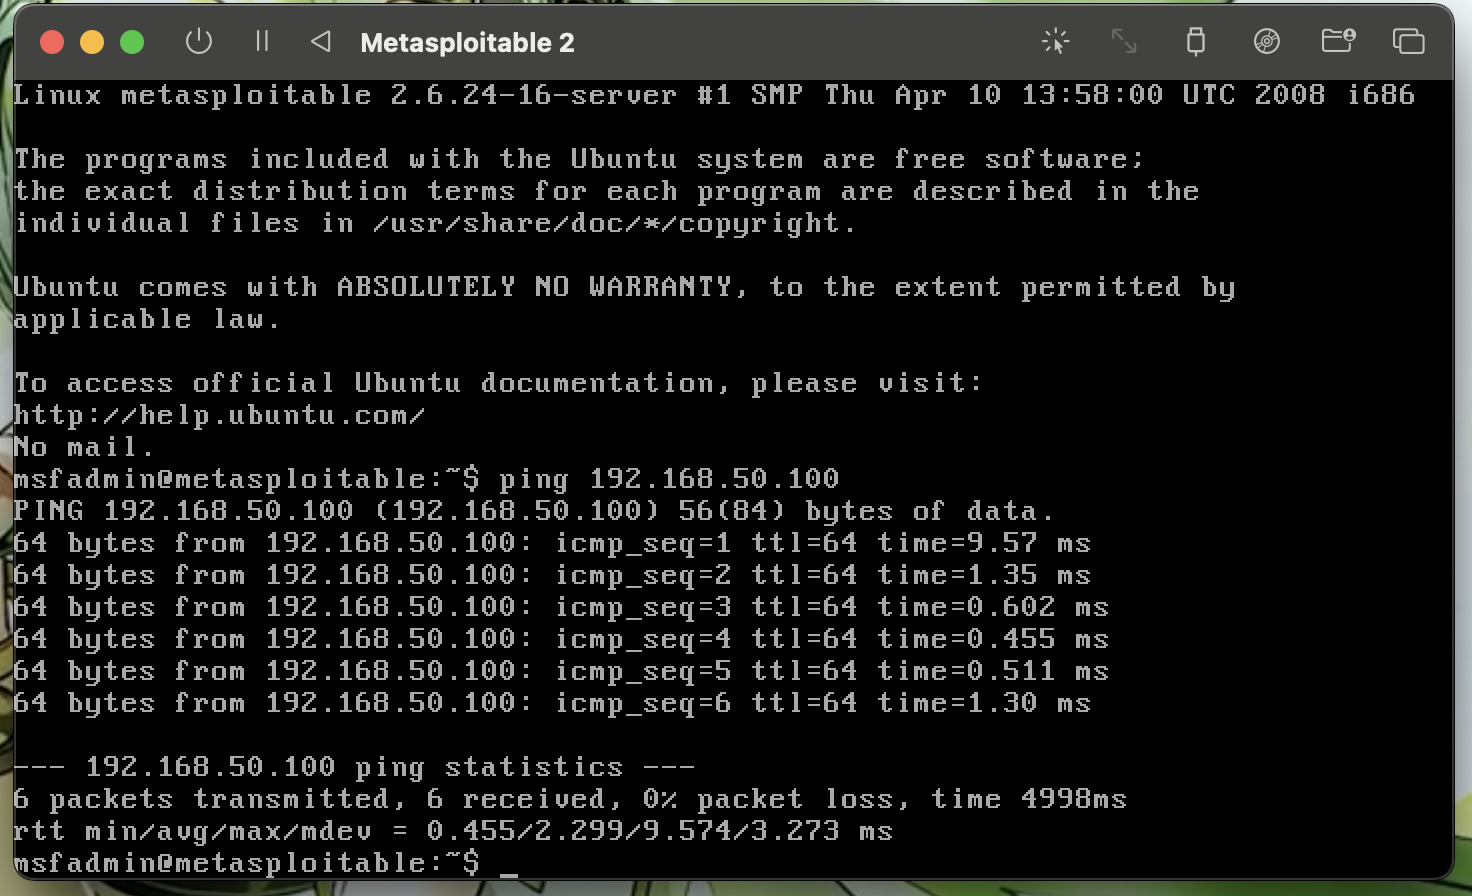 Metasploitable 2
Linux metasploitable 2.6.24-16-server #1 SMP Thu Apr 10 13:58:00 UTC 2008 i686
The programs included with the Ubuntu system are free software;
the exact distribution terms for each program are described in the
individual files in /usr/share/doc/*/copyright.
Ubuntu comes with ABSOLUTELY NO WARRANTY, to the extent permitted by
applicable law.
To access official Ubuntu documentation, please visit:
http://help.ubuntu.com/
No mail.
msfadmin@metasploitable:~$ ping 192.168.50.100
PING 192.168.50.100 (192.168.50.100) 56(84) bytes of data.
64 bytes from 192.168.50.100: icmp_seq=1 ttl=64 time=9.57 ms
64 bytes from 192.168.50.100: icmp_seq=2 ttl=64 time=1.35 ms
64 bytes from 192.168.50.100: icmp_seq=3 ttl=64 time=0.602 ms
64 bytes from 192.168.50.100: icmp_seq=4 ttl=64 time=0.455 ms
64 bytes from 192.168.50.100: icmp_seq=5 ttl=64 time=0.511 ms
64 bytes from 192.168.50.100: icmp_seq=6 ttl=64 time=1.30 ms
--- 192.168.50.100 ping statistics ---
6 packets transmitted, 6 received, 0% packet loss, time 4998ms
rtt min/avg/max/mdev = 0.455/2.299/9.574/3.273 ms
msfadmin@metasploitable:~$ _